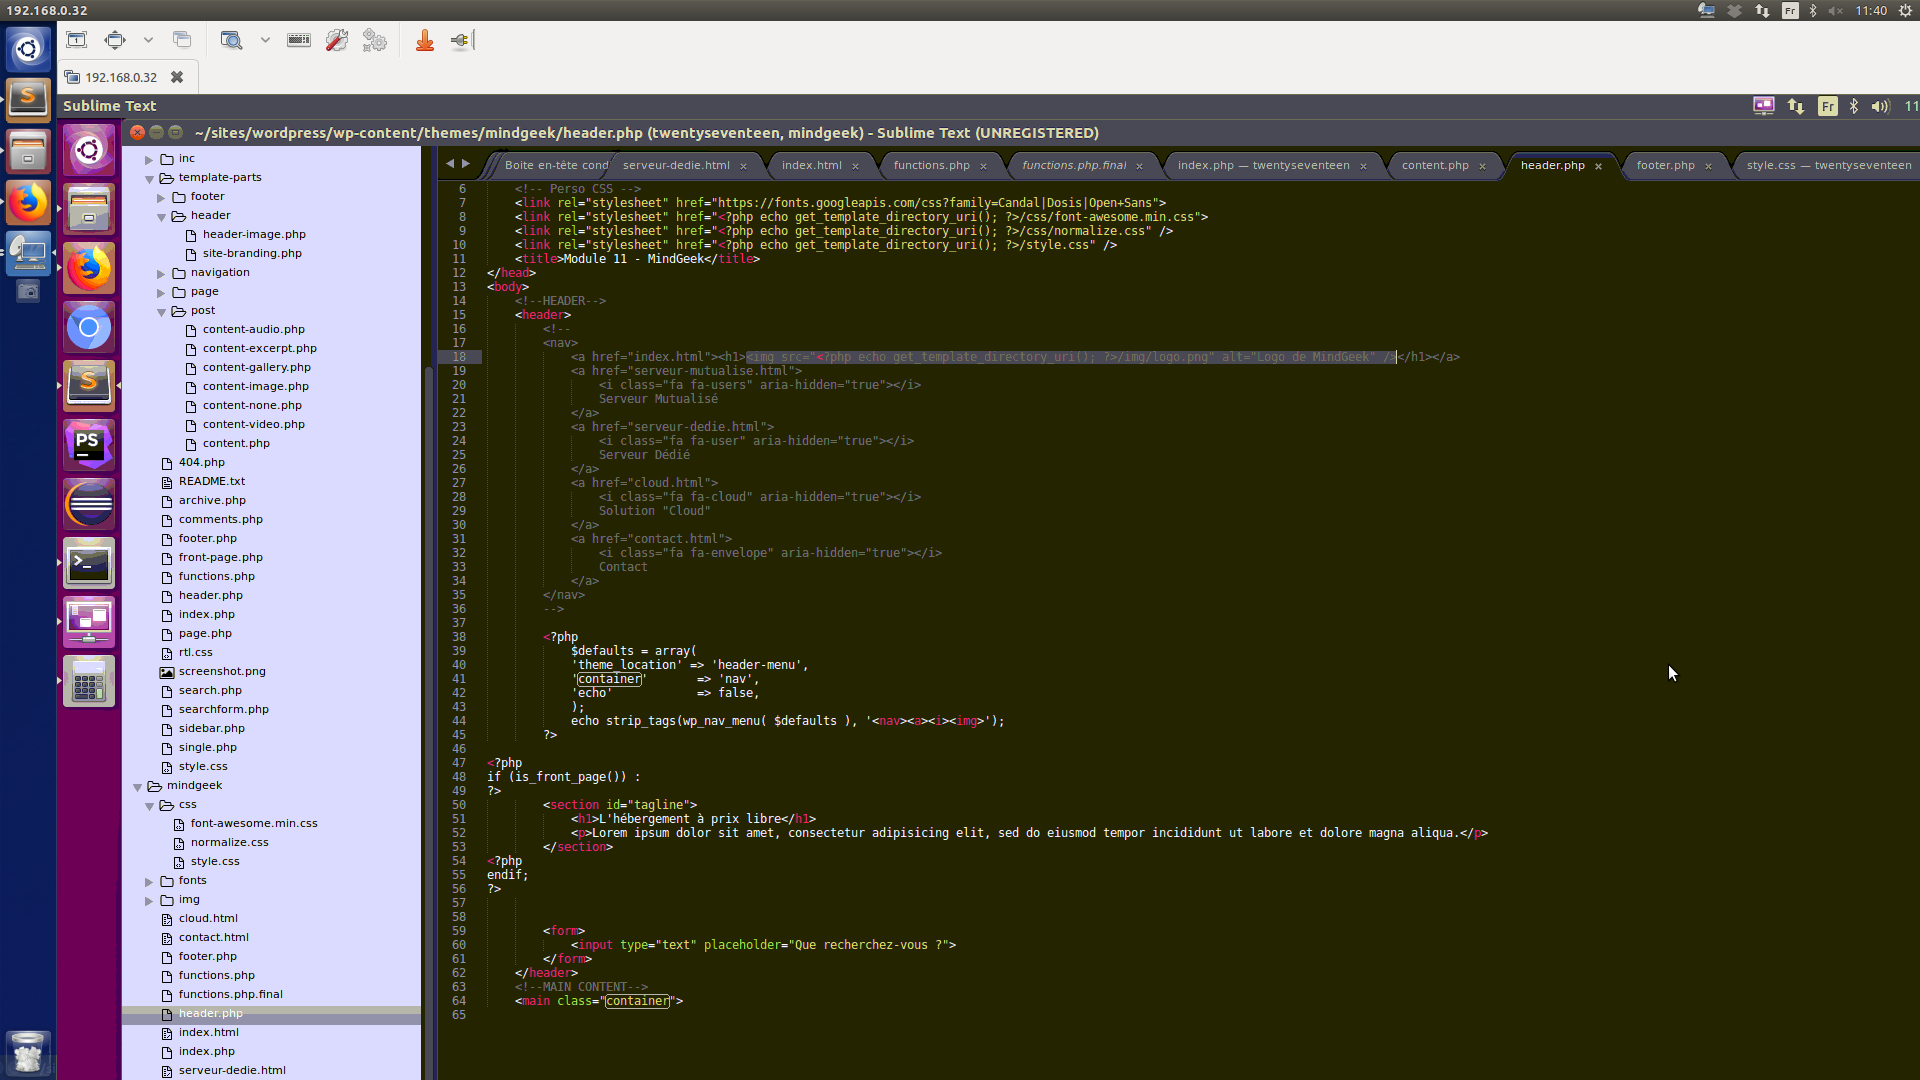 192.168.0.32
Fr
11:40
192.168.0.32
Sublime Text
Fr
11
~/sites/wordpress/wp-content/themes/mindgeek/header.php (twentyseventeen, mindgeek) - Sublime Text (UNREGISTERED)
Boite en-tête cond
serveur-dedie.html
index.html
functions.php
functions.php.final
index.php — twentyseventeen
content.php
header.php
footer.php
style.css — twentyseventeen
inc
template-parts
footer
header
header-image.php
site-branding.php
navigation
page
post
content-audio.php
content-excerpt.php
content-gallery.php
content-image.php
content-none.php
content-video.php
content.php
404.php
README.txt
archive.php
comments.php
footer.php
front-page.php
functions.php
header.php
index.php
page.php
rtl.css
screenshot.png
search.php
searchform.php
sidebar.php
single.php
style.css
mindgeek
css
font-awesome.min.css
normalize.css
style.css
fonts
img
cloud.html
contact.html
footer.php
functions.php
functions.php.final
header.php
index.html
index.php
serveur-dedie.html
6 <!-- Perso CSS -->
7 <link rel="stylesheet" href="https://fonts.googleapis.com/css?family=Candal|Dosis|Open+Sans">
8 <link rel="stylesheet" href="<?php echo get_template_directory_uri(); ?>/css/font-awesome.min.css">
9 <link rel="stylesheet" href="<?php echo get_template_directory_uri(); ?>/css/normalize.css" />
10 <link rel="stylesheet" href="<?php echo get_template_directory_uri(); ?>/style.css" />
11 <title>Module 11 - MindGeek</title>
12 </head>
13 <body>
14 <!--HEADER-->
15 <header>
16 <!--
17 <nav>
18 <a href="index.html"><h1><img src="<?php echo get_template_directory_uri(); ?>/img/logo.png" alt="Logo de MindGeek" /></h1></a>
19 <a href="serveur-mutualise.html">
20 <i class="fa fa-users" aria-hidden="true"></i>
21 Serveur Mutualisé
22 </a>
23 <a href="serveur-dedie.html">
24 <i class="fa fa-user" aria-hidden="true"></i>
25 Serveur Dédié
26 </a>
27 <a href="cloud.html">
28 <i class="fa fa-cloud" aria-hidden="true"></i>
29 Solution "Cloud"
30 </a>
31 <a href="contact.html">
32 <i class="fa fa-envelope" aria-hidden="true"></i>
33 Contact
34 </a>
35 </nav>
36 -->
37
38 <?php
39 $defaults = array(
40 'theme_location' => 'header-menu',
41 'container' => 'nav',
42 'echo' => false,
43 );
44 echo strip_tags(wp_nav_menu( $defaults ), '<nav><a><i><img>');
45 ?>
46
47 <?php
48 if (is_front_page()) :
49 ?>
50 <section id="tagline">
51 <h1>L'hébergement à prix libre</h1>
52 <p>Lorem ipsum dolor sit amet, consectetur adipisicing elit, sed do eiusmod tempor incididunt ut labore et dolore magna aliqua.</p>
53 </section>
54 <?php
55 endif;
56 ?>
57
58
59 <form>
60 <input type="text" placeholder="Que recherchez-vous ?">
61 </form>
62 </header>
63 <!--MAIN CONTENT-->
64 <main class="container">
65